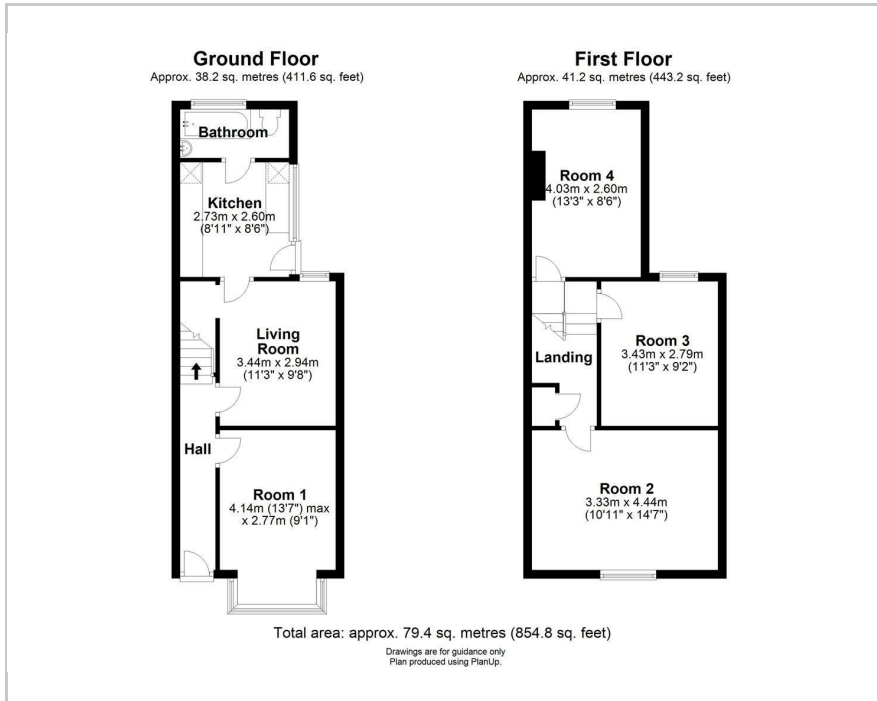 Ground Floor
Approx. 38.2 sq. metres (411.6 sq. feet)
Bathroom
Kitchen
2.73m x 2.60m
(8'11" x 8'6")
Living
Room
3.44m x 2.94m
(11'3" x 9'8")
Hall
Room 1
4.14m (13'7") max
x 2.77m (9'1")
First Floor
Approx. 41.2 sq. metres (443.2 sq. feet)
Room 4
4.03m x 2.60m
(13'3" x 8'6")
Room 3
3.43m x 2.79m
(11'3" x 9'2")
Landing
Room 2
3.33m x 4.44m
(10'11" x 14'7")
Total area: approx. 79.4 sq. metres (854.8 sq. feet)
Drawings are for guidance only
Plan produced using PlanUp.